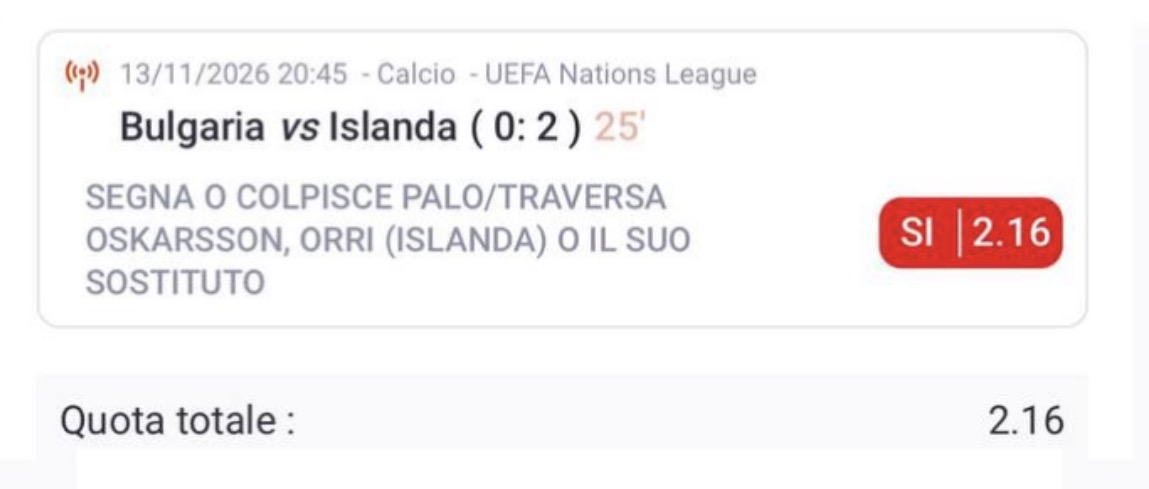 13/11/2026 20:45 - Calcio - UEFA Nations League
Bulgaria vs Islanda ( 0: 2 ) 25'
SEGNA O COLPISCE PALO/TRAVERSA
OSKARSSON, ORRI (ISLANDA) O IL SUO
SOSTITUTO
SI | 2.16
Quota totale : 2.16